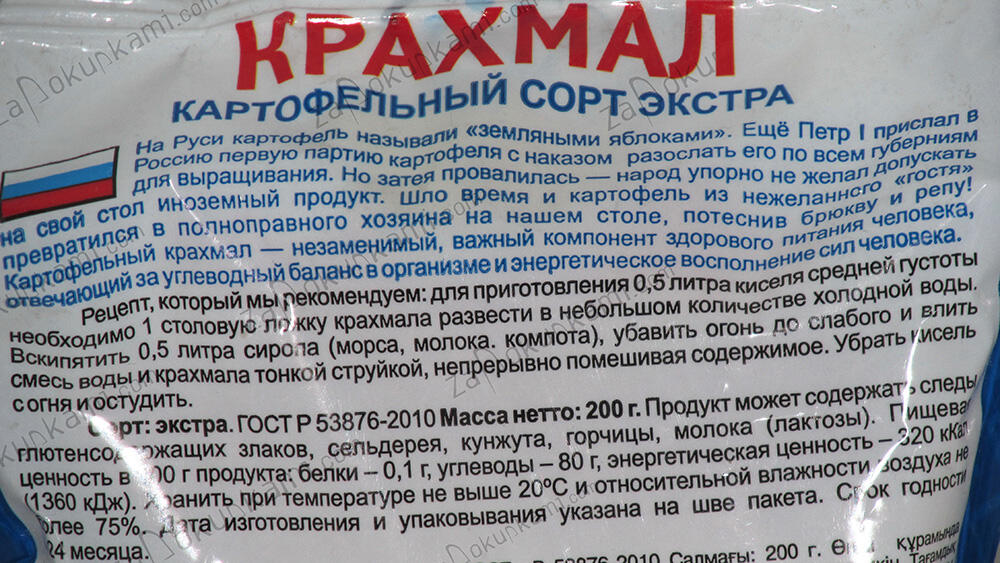 КРАХМАЛ
КАРТОФЕЛЬНЫЙ СОРТ ЭКСТРА
На Руси картофель называли «земляными яблоками». Ещё Петр I прислал в
Россию первую партию картофеля с наказом разослать его по всем губерниям
для выращивания. Но затея провалилась — народ упорно не желал допускать
на свой стол иноземный продукт. Шло время и картофель из нежеланного «гостя»
превратился в полноправного хозяина на нашем столе, потеснив брюкву и репу!
Картофельный крахмал — незаменимый, важный компонент здорового питания человека,
отвечающий за углеводный баланс в организме и энергетическое восполнение сил человека.
Рецепт, который мы рекомендуем: для приготовления 0,5 литра киселя средней густоты
необходимо 1 столовую ложку крахмала развести в небольшом количестве холодной воды.
Вскипятить 0,5 литра сиропа (морса, молока. компота), убавить огонь до слабого и влить
смесь воды и крахмала тонкой струйкой, непрерывно помешивая содержимое. Убрать кисель
с огня и остудить.
Сорт: экстра. ГОСТ Р 53876-2010 Масса нетто: 200 г. Продукт может содержать следы
глютенсодержащих злаков, сельдерея, кунжута, горчицы, молока (лактозы). Пищевая
ценность в 100 г продукта: белки – 0,1 г, углеводы – 80 г, энергетическая ценность – 320 кКал
(1360 кДж). Хранить при температуре не выше 20°С и относительной влажности воздуха не
более 75%. Дата изготовления и упаковывания указана на шве пакета. Срок годности
24 месяца.
Р 53876-2010 Салмағы: 200 г. Өнім құрамында
Тағамдық
zaPokupkami.com